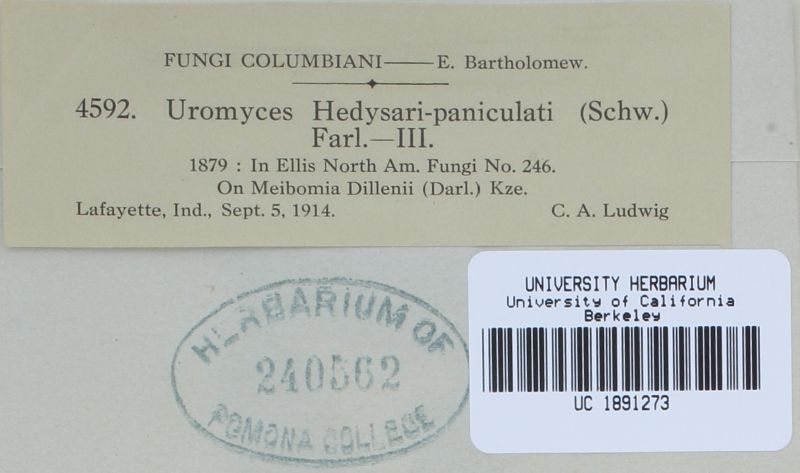 FUNGI COLUMBIANI——E. Bartholomew.
4592. Uromyces Hedysari-paniculati (Schw.)
Farl.—III.
1879 : In Ellis North Am. Fungi No. 246.
On Meibomia Dillenii (Darl.) Kze.
Lafayette, Ind., Sept. 5, 1914. C. A. Ludwig
HERBARIUM OF
240562
POMONA COLLEGE
UNIVERSITY HERBARIUM
University of California
Berkeley
UC 1891273